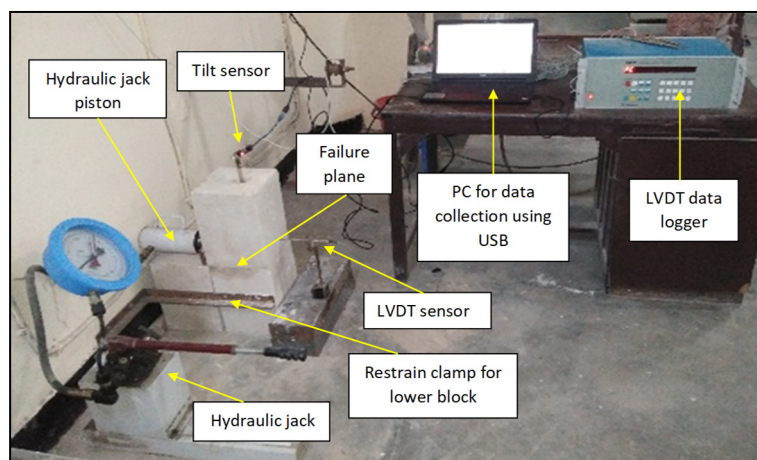 Tilt sensor
Hydraulic jack
piston
Failure
plane
PC for data
collection using
USB
LVDT data
logger
LVDT sensor
Restrain clamp for
lower block
Hydraulic jack